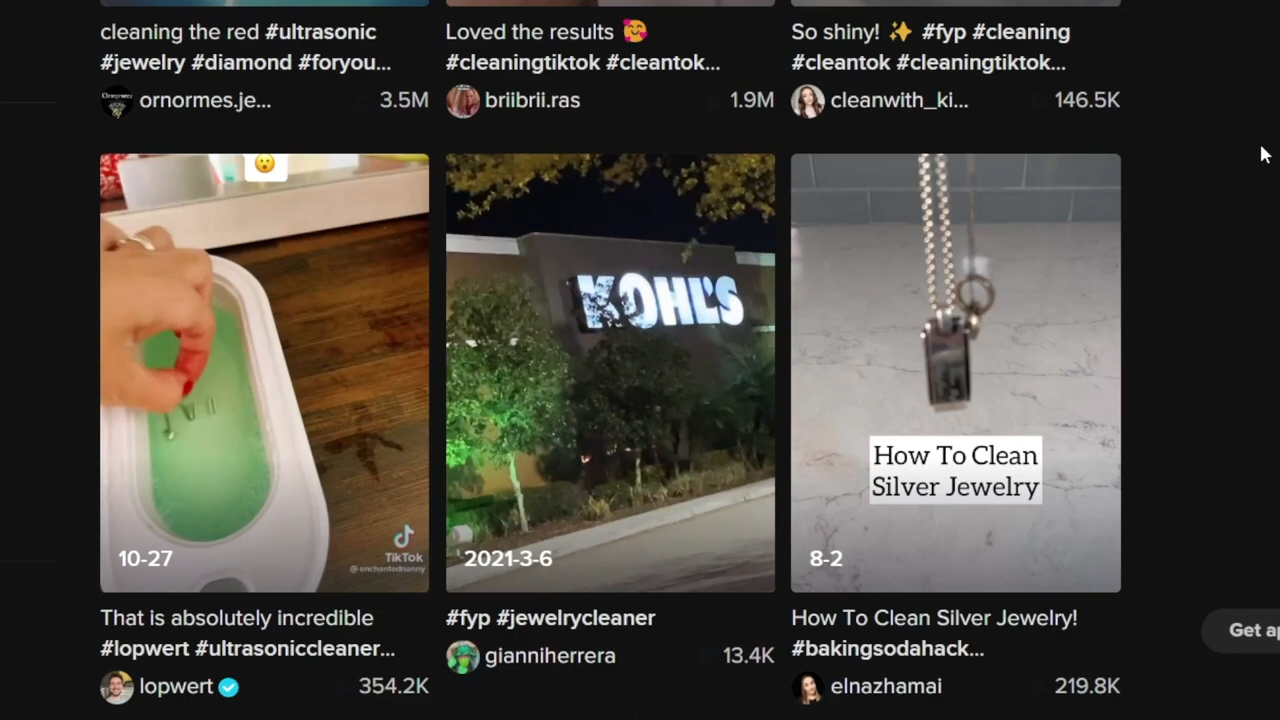 cleaning the red #ultrasonic
#jewelry #diamond #foryou...
ornormes.je... 3.5M
Loved the results 🥰
#cleaningtiktok #cleantok...
briibrii.ras 1.9M
So shiny! ✨ #fyp #cleaning
#cleantok #cleaningtiktok...
cleanwith_ki... 146.5K
10-27
TikTok
@enchantednanny
That is absolutely incredible
#lopwert #ultrasoniccleaner...
lopwert 354.2K
KOHL'S
2021-3-6
#fyp #jewelrycleaner
gianniherrera 13.4K
How To Clean
Silver Jewelry
8-2
How To Clean Silver Jewelry!
#bakingsodahack...
elnazhamai 219.8K
Get